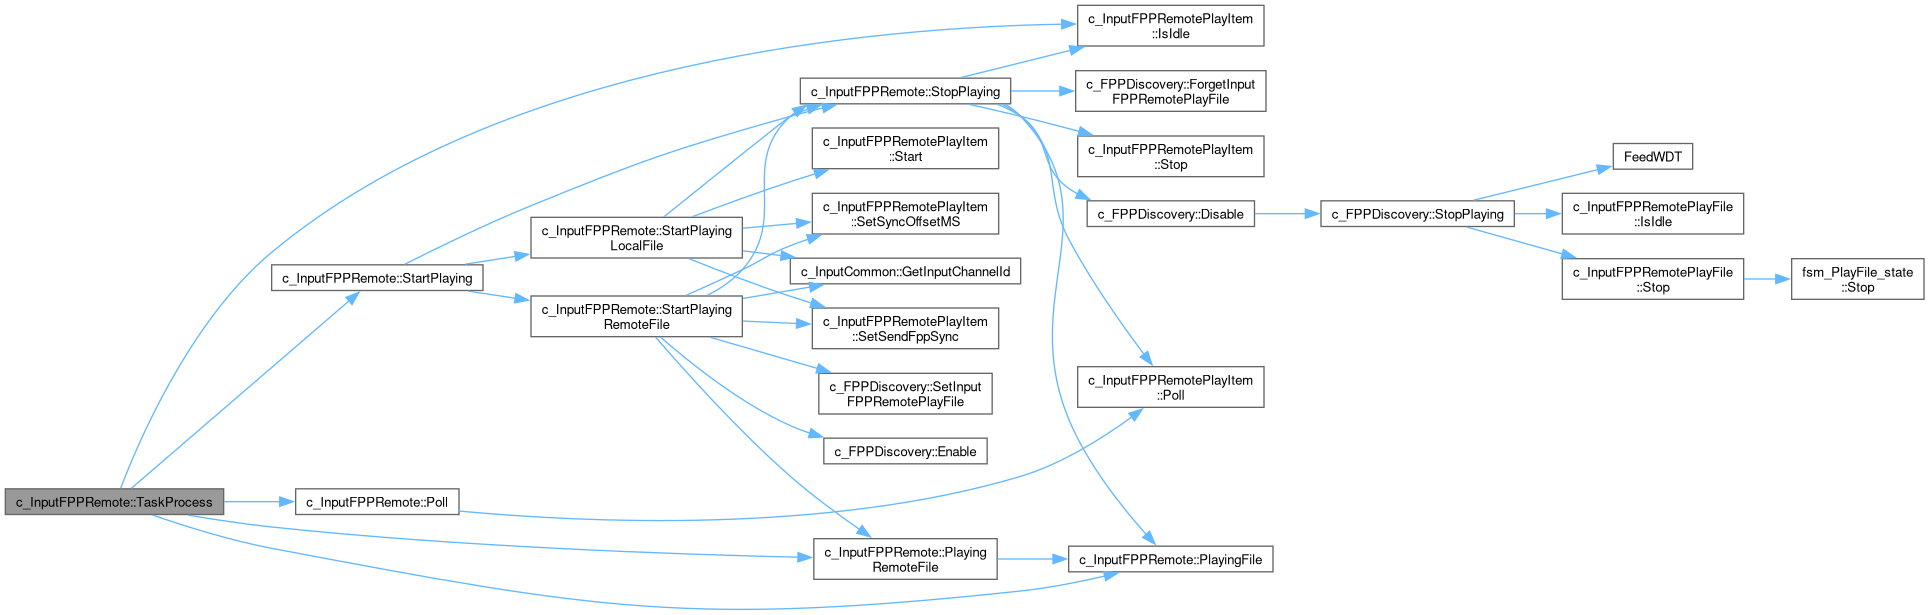 c_InputFPPRemote::TaskProcess
c_InputFPPRemote::StartPlaying
c_InputFPPRemote::Poll
c_InputFPPRemote::StartPlaying
LocalFile
c_InputFPPRemote::StartPlaying
RemoteFile
c_InputFPPRemote::StopPlaying
c_InputFPPRemotePlayItem
::Start
c_InputFPPRemotePlayItem
::SetSyncOffsetMS
c_InputCommon::GetInputChannelId
c_InputFPPRemotePlayItem
::SetSendFppSync
c_FPPDiscovery::SetInput
FPPRemotePlayFile
c_FPPDiscovery::Enable
c_InputFPPRemote::Playing
RemoteFile
c_InputFPPRemotePlayItem
::IsIdle
c_FPPDiscovery::ForgetInput
FPPRemotePlayFile
c_InputFPPRemotePlayItem
::Stop
c_FPPDiscovery::Disable
c_InputFPPRemotePlayItem
::Poll
c_InputFPPRemote::PlayingFile
c_FPPDiscovery::StopPlaying
FeedWDT
c_InputFPPRemotePlayFile
::IsIdle
c_InputFPPRemotePlayFile
::Stop
fsm_PlayFile_state
::Stop